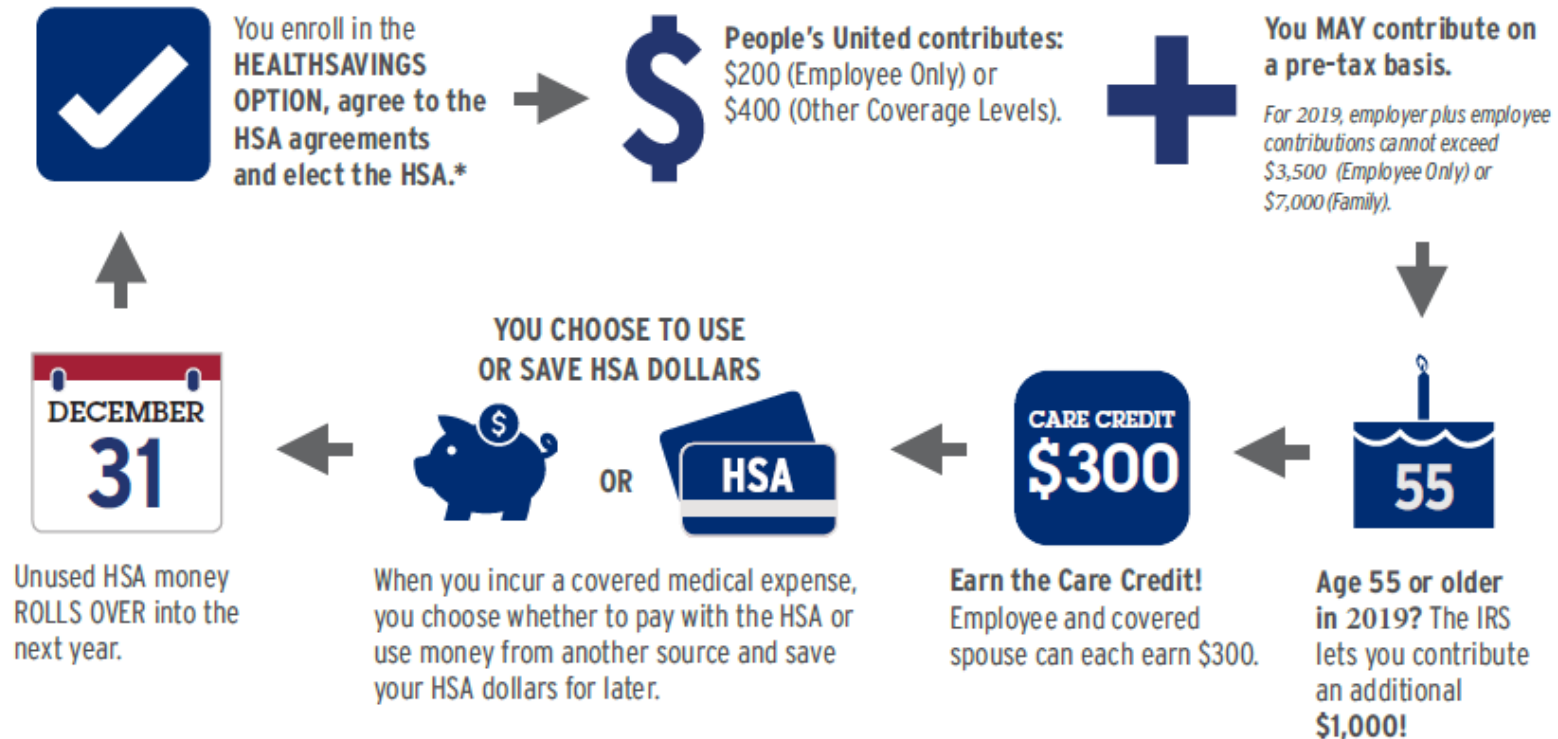 You enroll in the
HEALTHSAVINGS
OPTION, agree to the
HSA agreements
and elect the HSA.*
$
People's United contributes:
$200 (Employee Only) or
$400 (Other Coverage Levels).
You MAY contribute on
a pre-tax basis.
For 2019, employer plus employee
contributions cannot exceed
$3,500 (Employee Only) or
$7,000 (Family).
55
Age 55 or older
in 2019? The IRS
lets you contribute
an additional
$1,000!
CARE CREDIT
$300
Earn the Care Credit!
Employee and covered
spouse can each earn $300.
YOU CHOOSE TO USE
OR SAVE HSA DOLLARS
$
OR
HSA
When you incur a covered medical expense,
you choose whether to pay with the HSA or
use money from another source and save
your HSA dollars for later.
DECEMBER
31
Unused HSA money
ROLLS OVER into the
next year.